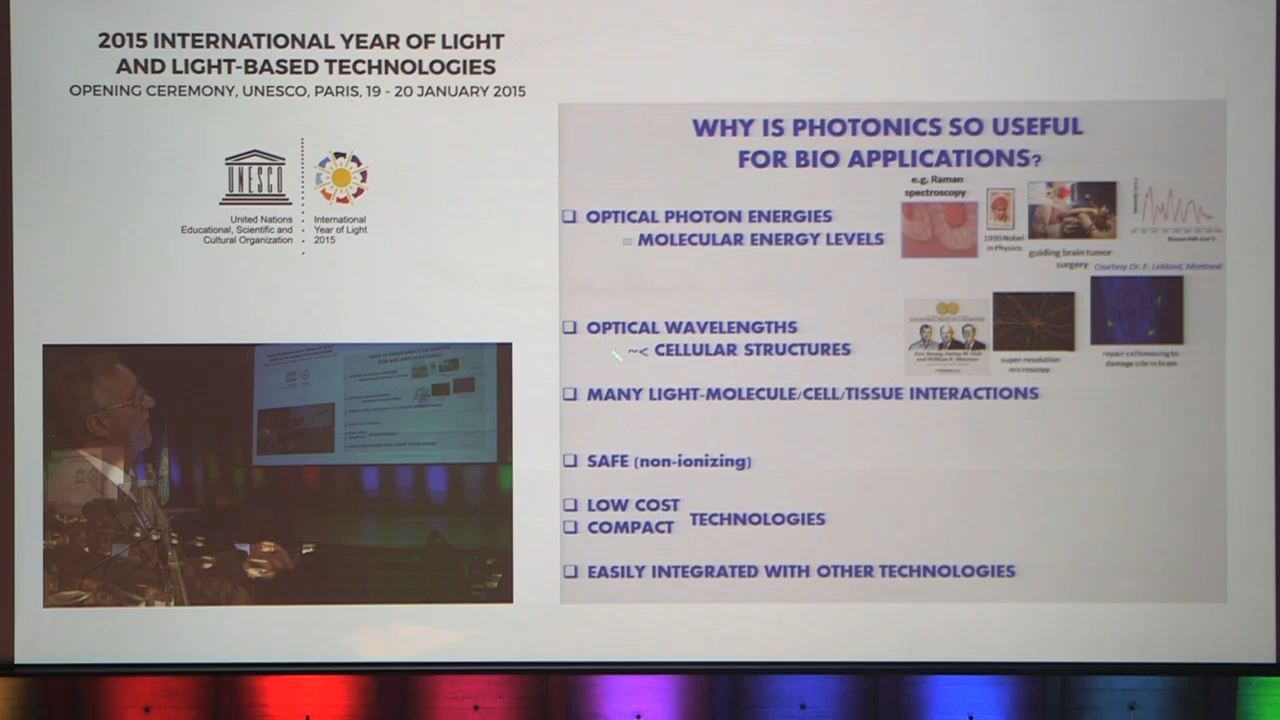 2015 INTERNATIONAL YEAR OF LIGHT
AND LIGHT-BASED TECHNOLOGIES
OPENING CEREMONY, UNESCO, PARIS, 19 - 20 JANUARY 2015
UNESCO
United Nations
Educational, Scientific and
Cultural Organization
International
Year of Light
2015
WHY IS PHOTONICS SO USEFUL
FOR BIO APPLICATIONS?
e.g, Raman
spectroscopy
❑ OPTICAL PHOTON ENERGIES
≡ MOLECULAR ENERGY LEVELS
1930 Nobel
in Physics
guiding brain tumor
surgery
Courtesy Dr. F. Leblond, Montreal
❑ OPTICAL WAVELENGTHS
~< CELLULAR STRUCTURES
super-resolution
microscopy
repair cells moving to
damage site in brain
❑ MANY LIGHT-MOLECULE/CELL/TISSUE INTERACTIONS
❑ SAFE (non-ionizing)
❑ LOW COST
❑ COMPACT
TECHNOLOGIES
❑ EASILY INTEGRATED WITH OTHER TECHNOLOGIES